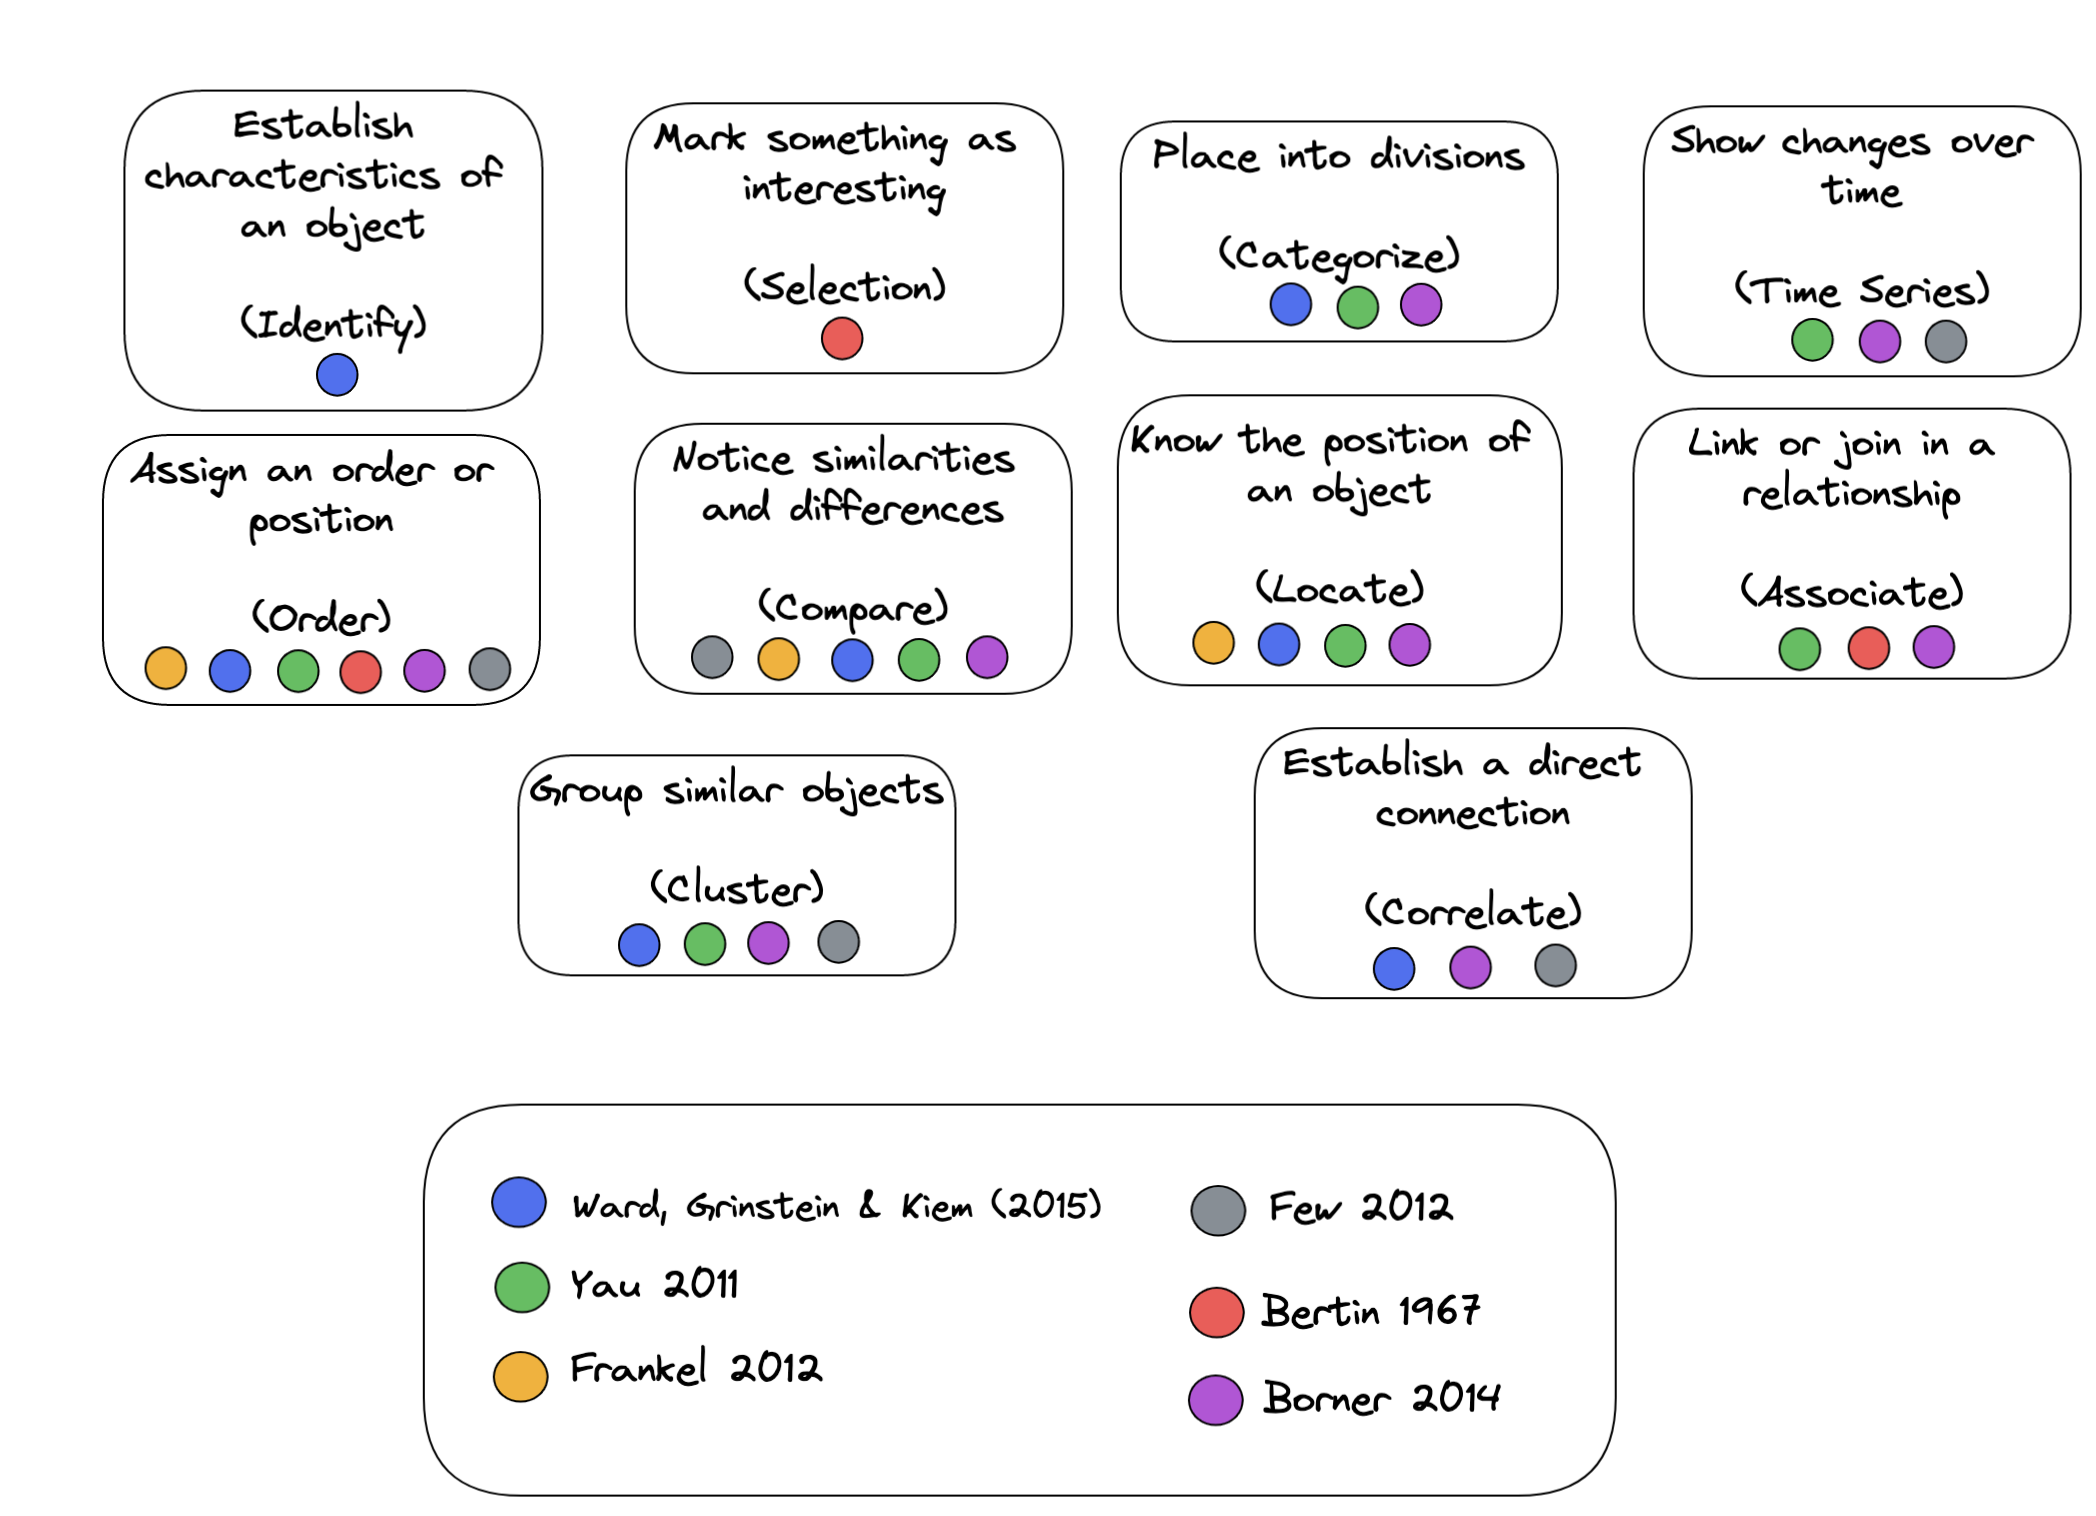 Establish
characteristics of
an object
(Identify)
Mark something as
interesting
(Selection)
Place into divisions
(Categorize)
Show changes over
time
(Time Series)
Assign an order or
position
(Order)
Notice similarities
and differences
(Compare)
Know the position of
an object
(Locate)
Link or join in a
relationship
(Associate)
Group similar objects
(Cluster)
Establish a direct
connection
(Correlate)
Ward, Grinstein & Kiem (2015)
Yau 2011
Frankel 2012
Few 2012
Bertin 1967
Borner 2014